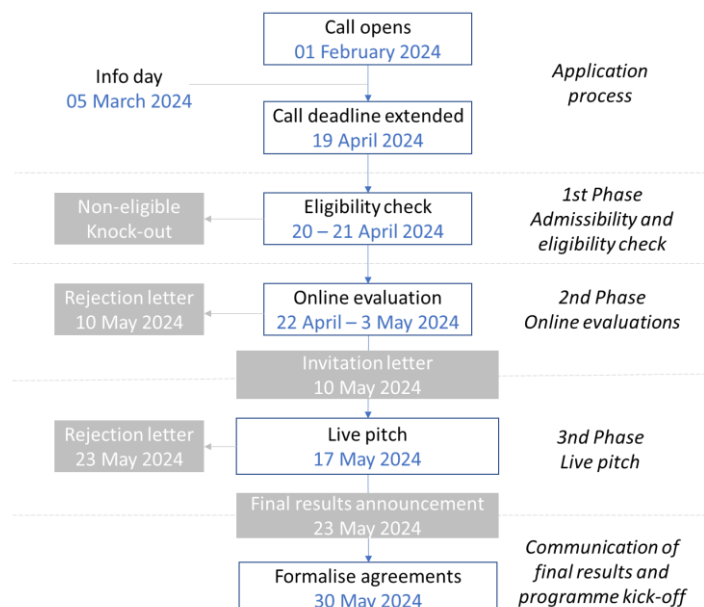 Call opens
01 February 2024
Info day
05 March 2024
Application
process
Call deadline extended
19 April 2024
Non-eligible
Knock-out
Eligibility check
20 – 21 April 2024
1st Phase
Admissibility and
eligibility check
Rejection letter
10 May 2024
Online evaluation
22 April – 3 May 2024
2nd Phase
Online evaluations
Invitation letter
10 May 2024
Rejection letter
23 May 2024
Live pitch
17 May 2024
3nd Phase
Live pitch
Final results announcement
23 May 2024
Formalise agreements
30 May 2024
Communication of
final results and
programme kick-off